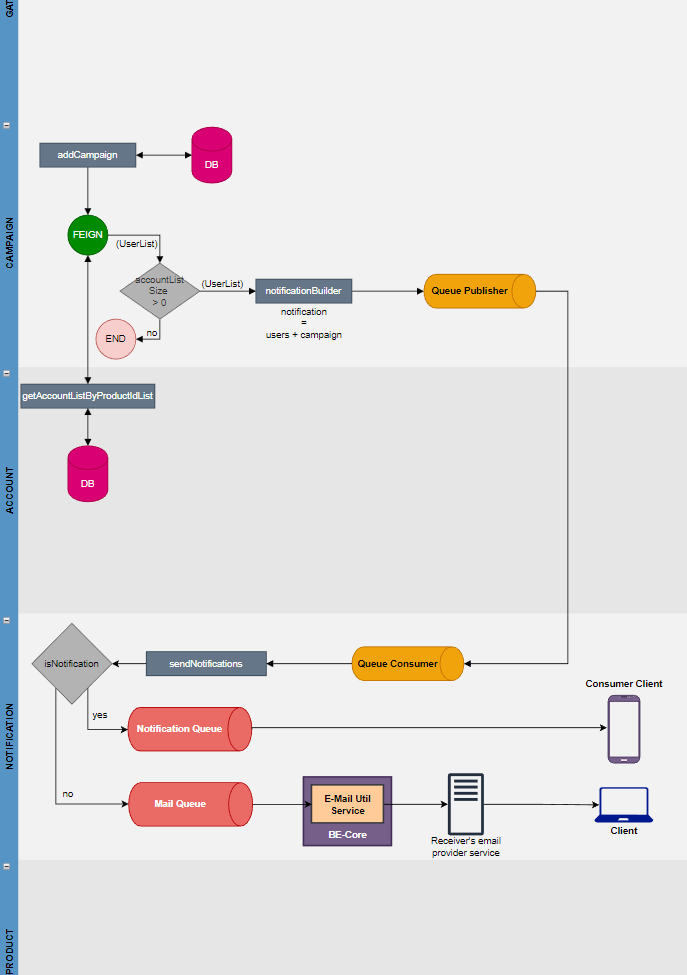 GAT
CAMPAIGN
addCampaign
DB
FEIGN
(UserList)
accountList
Size
> 0
(UserList)
notificationBuilder
notification
=
users + campaign
Queue Publisher
no
END
ACCOUNT
getAccountListByProductIdList
DB
NOTIFICATION
isNotification
sendNotifications
Queue Consumer
Consumer Client
yes
Notification Queue
no
Mail Queue
E-Mail Util
Service
BE-Core
Receiver's email
provider service
Client
PRODUCT